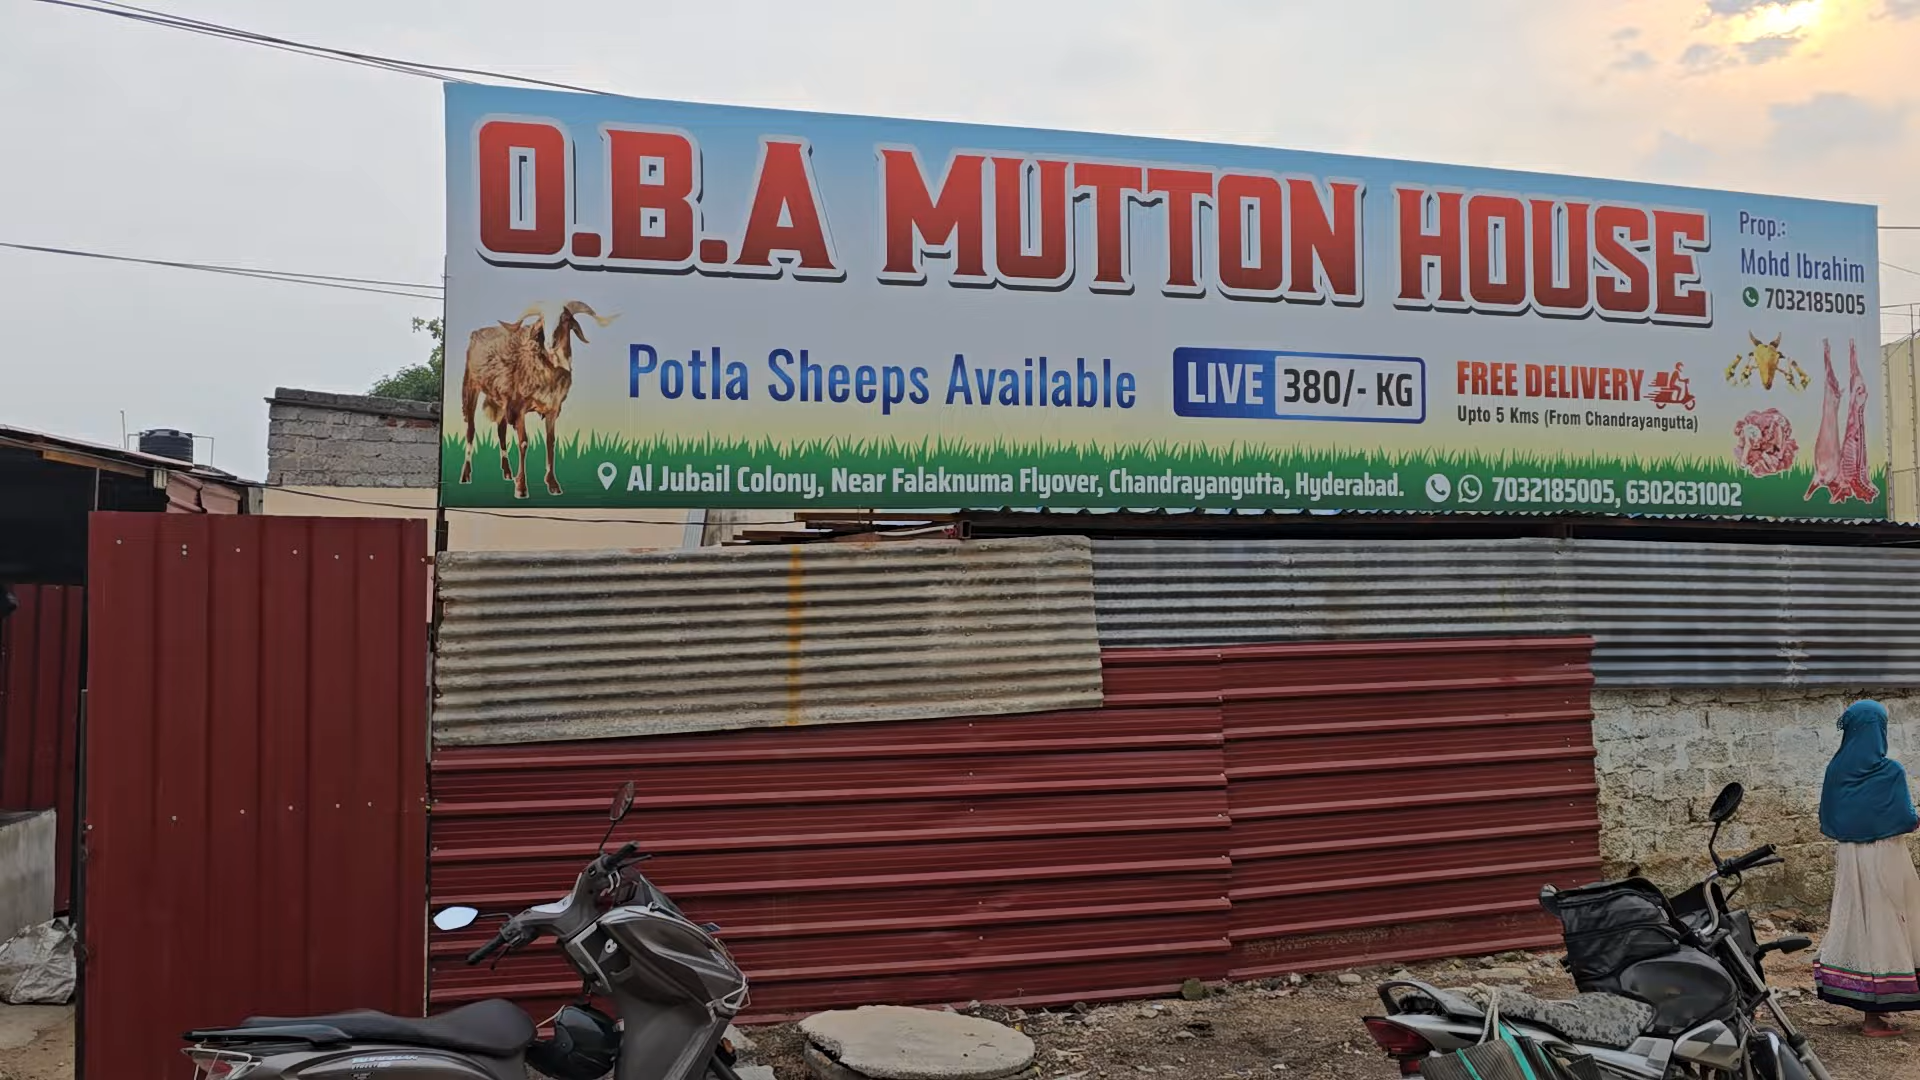 O.B.A MUTTON HOUSE
Prop.:
Mohd Ibrahim
7032185005
Potla Sheeps Available
LIVE 380/- KG
FREE DELIVERY
Upto 5 Kms (From Chandrayangutta)
Al Jubail Colony, Near Falaknuma Flyover, Chandrayangutta, Hyderabad. 7032185005, 6302631002